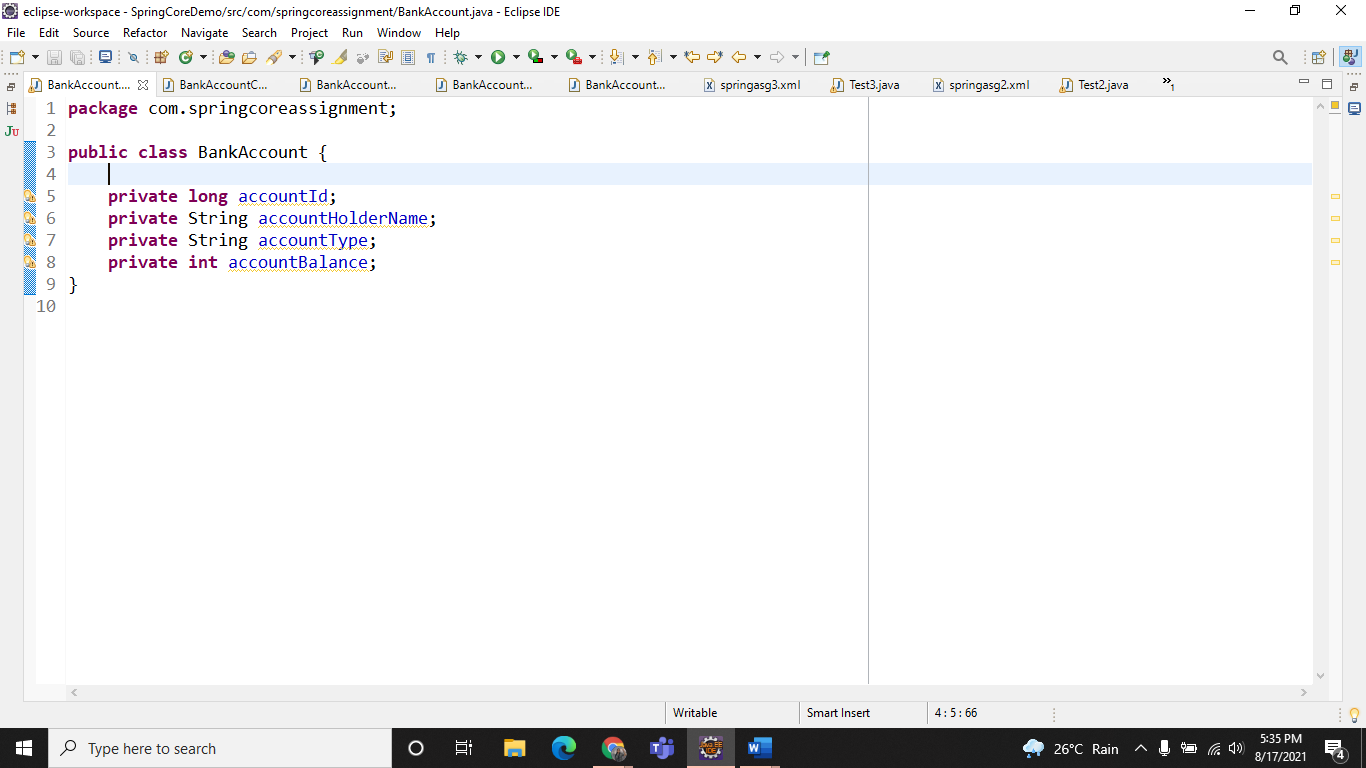 eclipse-workspace - SpringCoreDemo/src/com/springcoreassignment/BankAccount.java - Eclipse IDE
File Edit Source Refactor Navigate Search Project Run Window Help
BankAccount.... BankAccountC... BankAccount... BankAccount... BankAccount... springasg3.xml Test3.java springasg2.xml Test2.java »1
1 package com.springcoreassignment;
2
3 public class BankAccount {
4
5 private long accountId;
6 private String accountHolderName;
7 private String accountType;
8 private int accountBalance;
9 }
10
Writable Smart Insert 4 : 5 : 66
Type here to search 26°C Rain 5:35 PM
8/17/2021 4